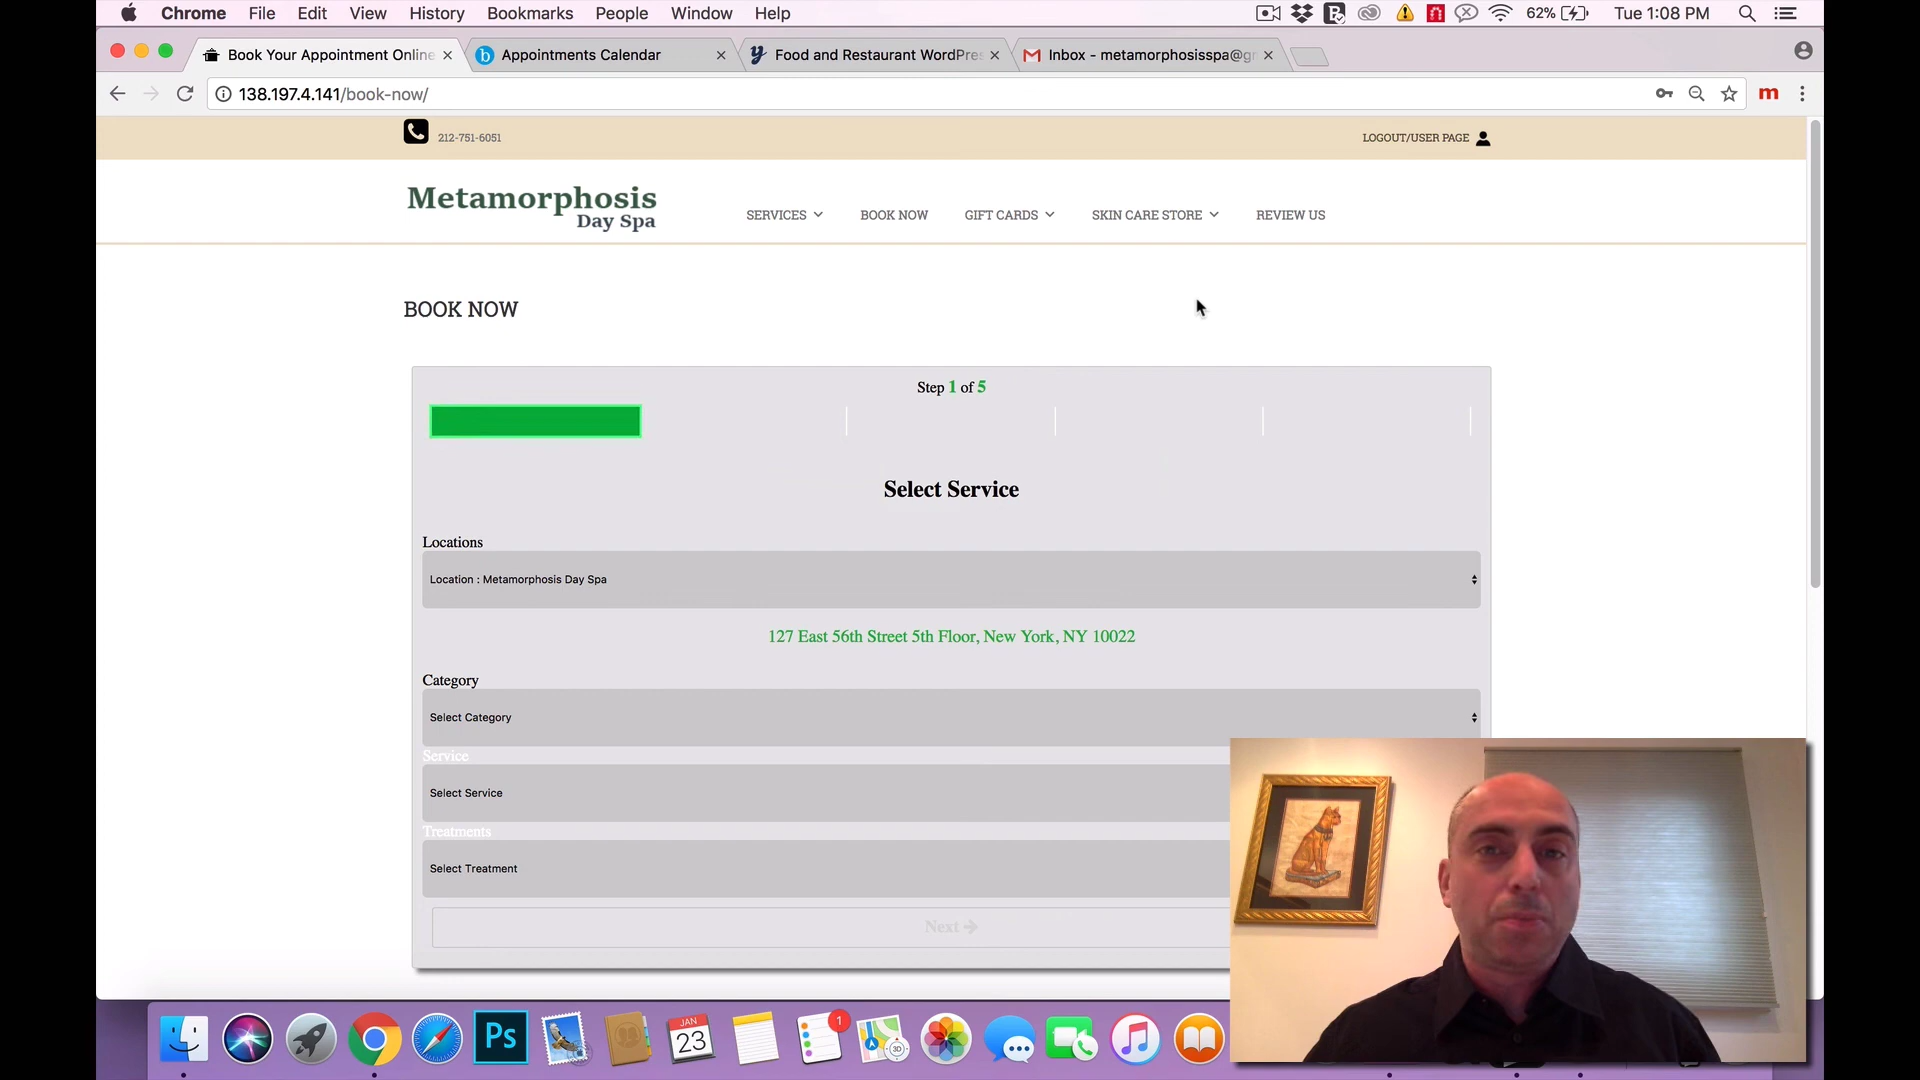 Chrome File Edit View History Bookmarks People Window Help 62% Tue 1:08 PM
Book Your Appointment Online Appointments Calendar Food and Restaurant WordPre Inbox - metamorphosisspa@g
138.197.4.141/book-now/ m
212-751-6051 LOGOUT/USER PAGE
Metamorphosis
Day Spa
SERVICES BOOK NOW GIFT CARDS SKIN CARE STORE REVIEW US
BOOK NOW
Step 1 of 5
Select Service
Locations
Location : Metamorphosis Day Spa
127 East 56th Street 5th Floor, New York, NY 10022
Category
Select Category
Service
Select Service
Treatments
Select Treatment
Next
Ps
JAN
23
1
3D